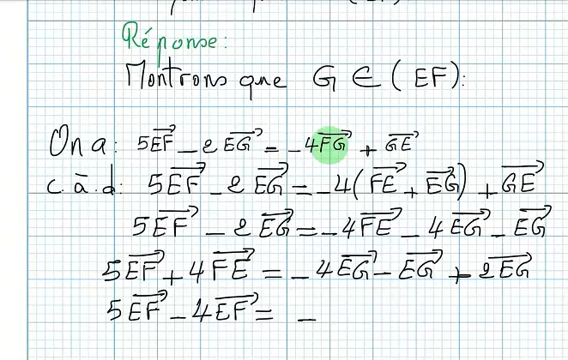 Réponse:
Montrons que G ∈ (EF):
On a: 5EF⃗ - 2EG⃗ = -4FG⃗ + GE⃗
c.à.d: 5EF⃗ - 2EG⃗ = -4(FE⃗ + EG⃗) + GE⃗
5EF⃗ - 2EG⃗ = -4FE⃗ - 4EG⃗ - EG⃗
5EF⃗ + 4FE⃗ = -4EG⃗ - EG⃗ + 2EG⃗
5EF⃗ - 4EF⃗ = -